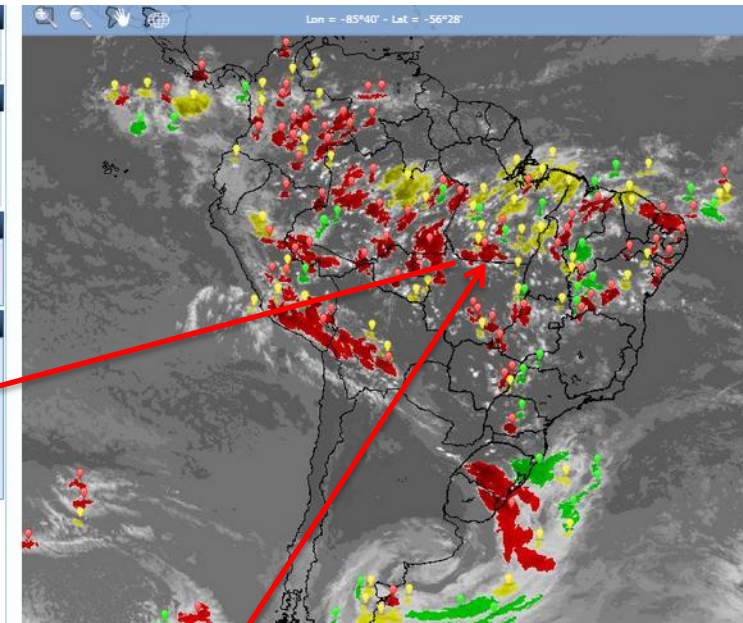 Lon = -85°40' - Lat = -56°28'